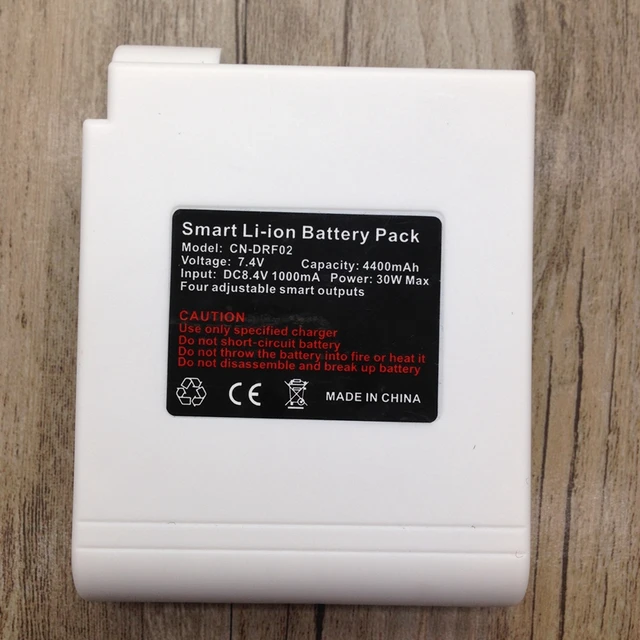 Smart Li-ion Battery Pack
Model: CN-DRF02
Voltage: 7.4V Capacity: 4400mAh
Input: DC8.4V 1000mA Power: 30W Max
Four adjustable smart outputs
CAUTION
Use only specified charger
Do not short-circuit battery
Do not throw the battery into fire or heat it
Do not disassemble and break up battery
CE MADE IN CHINA